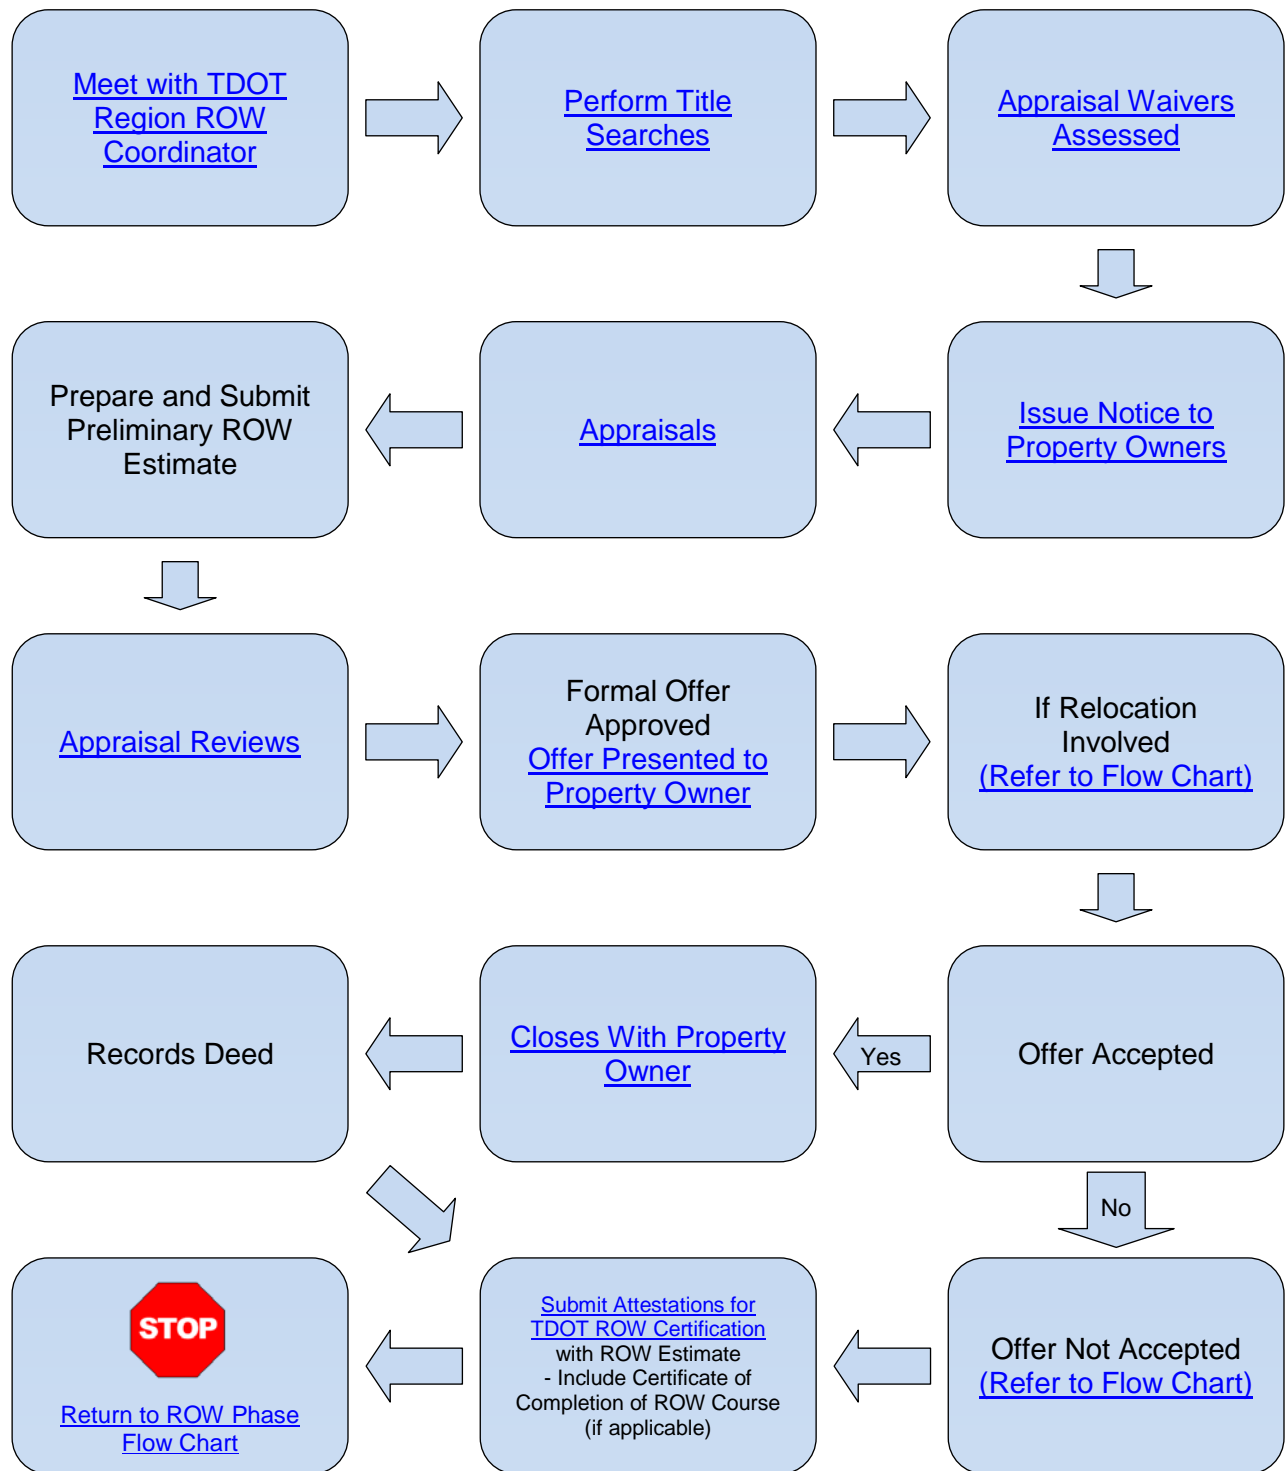 Meet with TDOT
Region ROW
Coordinator
Perform Title
Searches
Appraisal Waivers
Assessed
Issue Notice to
Property Owners
Appraisals
Prepare and Submit
Preliminary ROW
Estimate
Appraisal Reviews
Formal Offer
Approved
Offer Presented to
Property Owner
If Relocation
Involved
(Refer to Flow Chart)
Offer Accepted
Yes
Closes With Property
Owner
Records Deed
No
Offer Not Accepted
(Refer to Flow Chart)
Submit Attestations for
TDOT ROW Certification
with ROW Estimate
- Include Certificate of
Completion of ROW Course
(if applicable)
STOP
Return to ROW Phase
Flow Chart